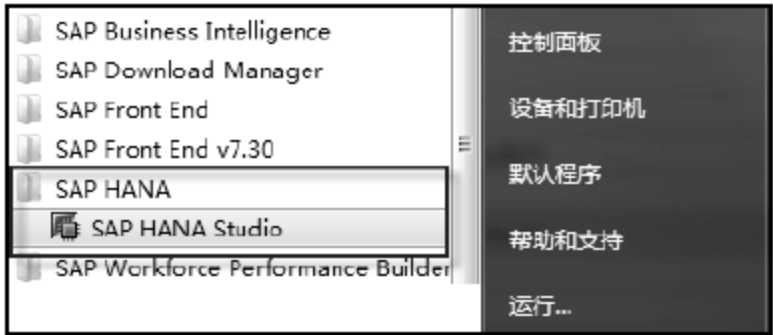 SAP Business Intelligence
SAP Download Manager
SAP Front End
SAP Front End v7.30
SAP HANA
SAP HANA Studio
SAP Workforce Performance Builder
控制面板
设备和打印机
默认程序
帮助和支持
运行...